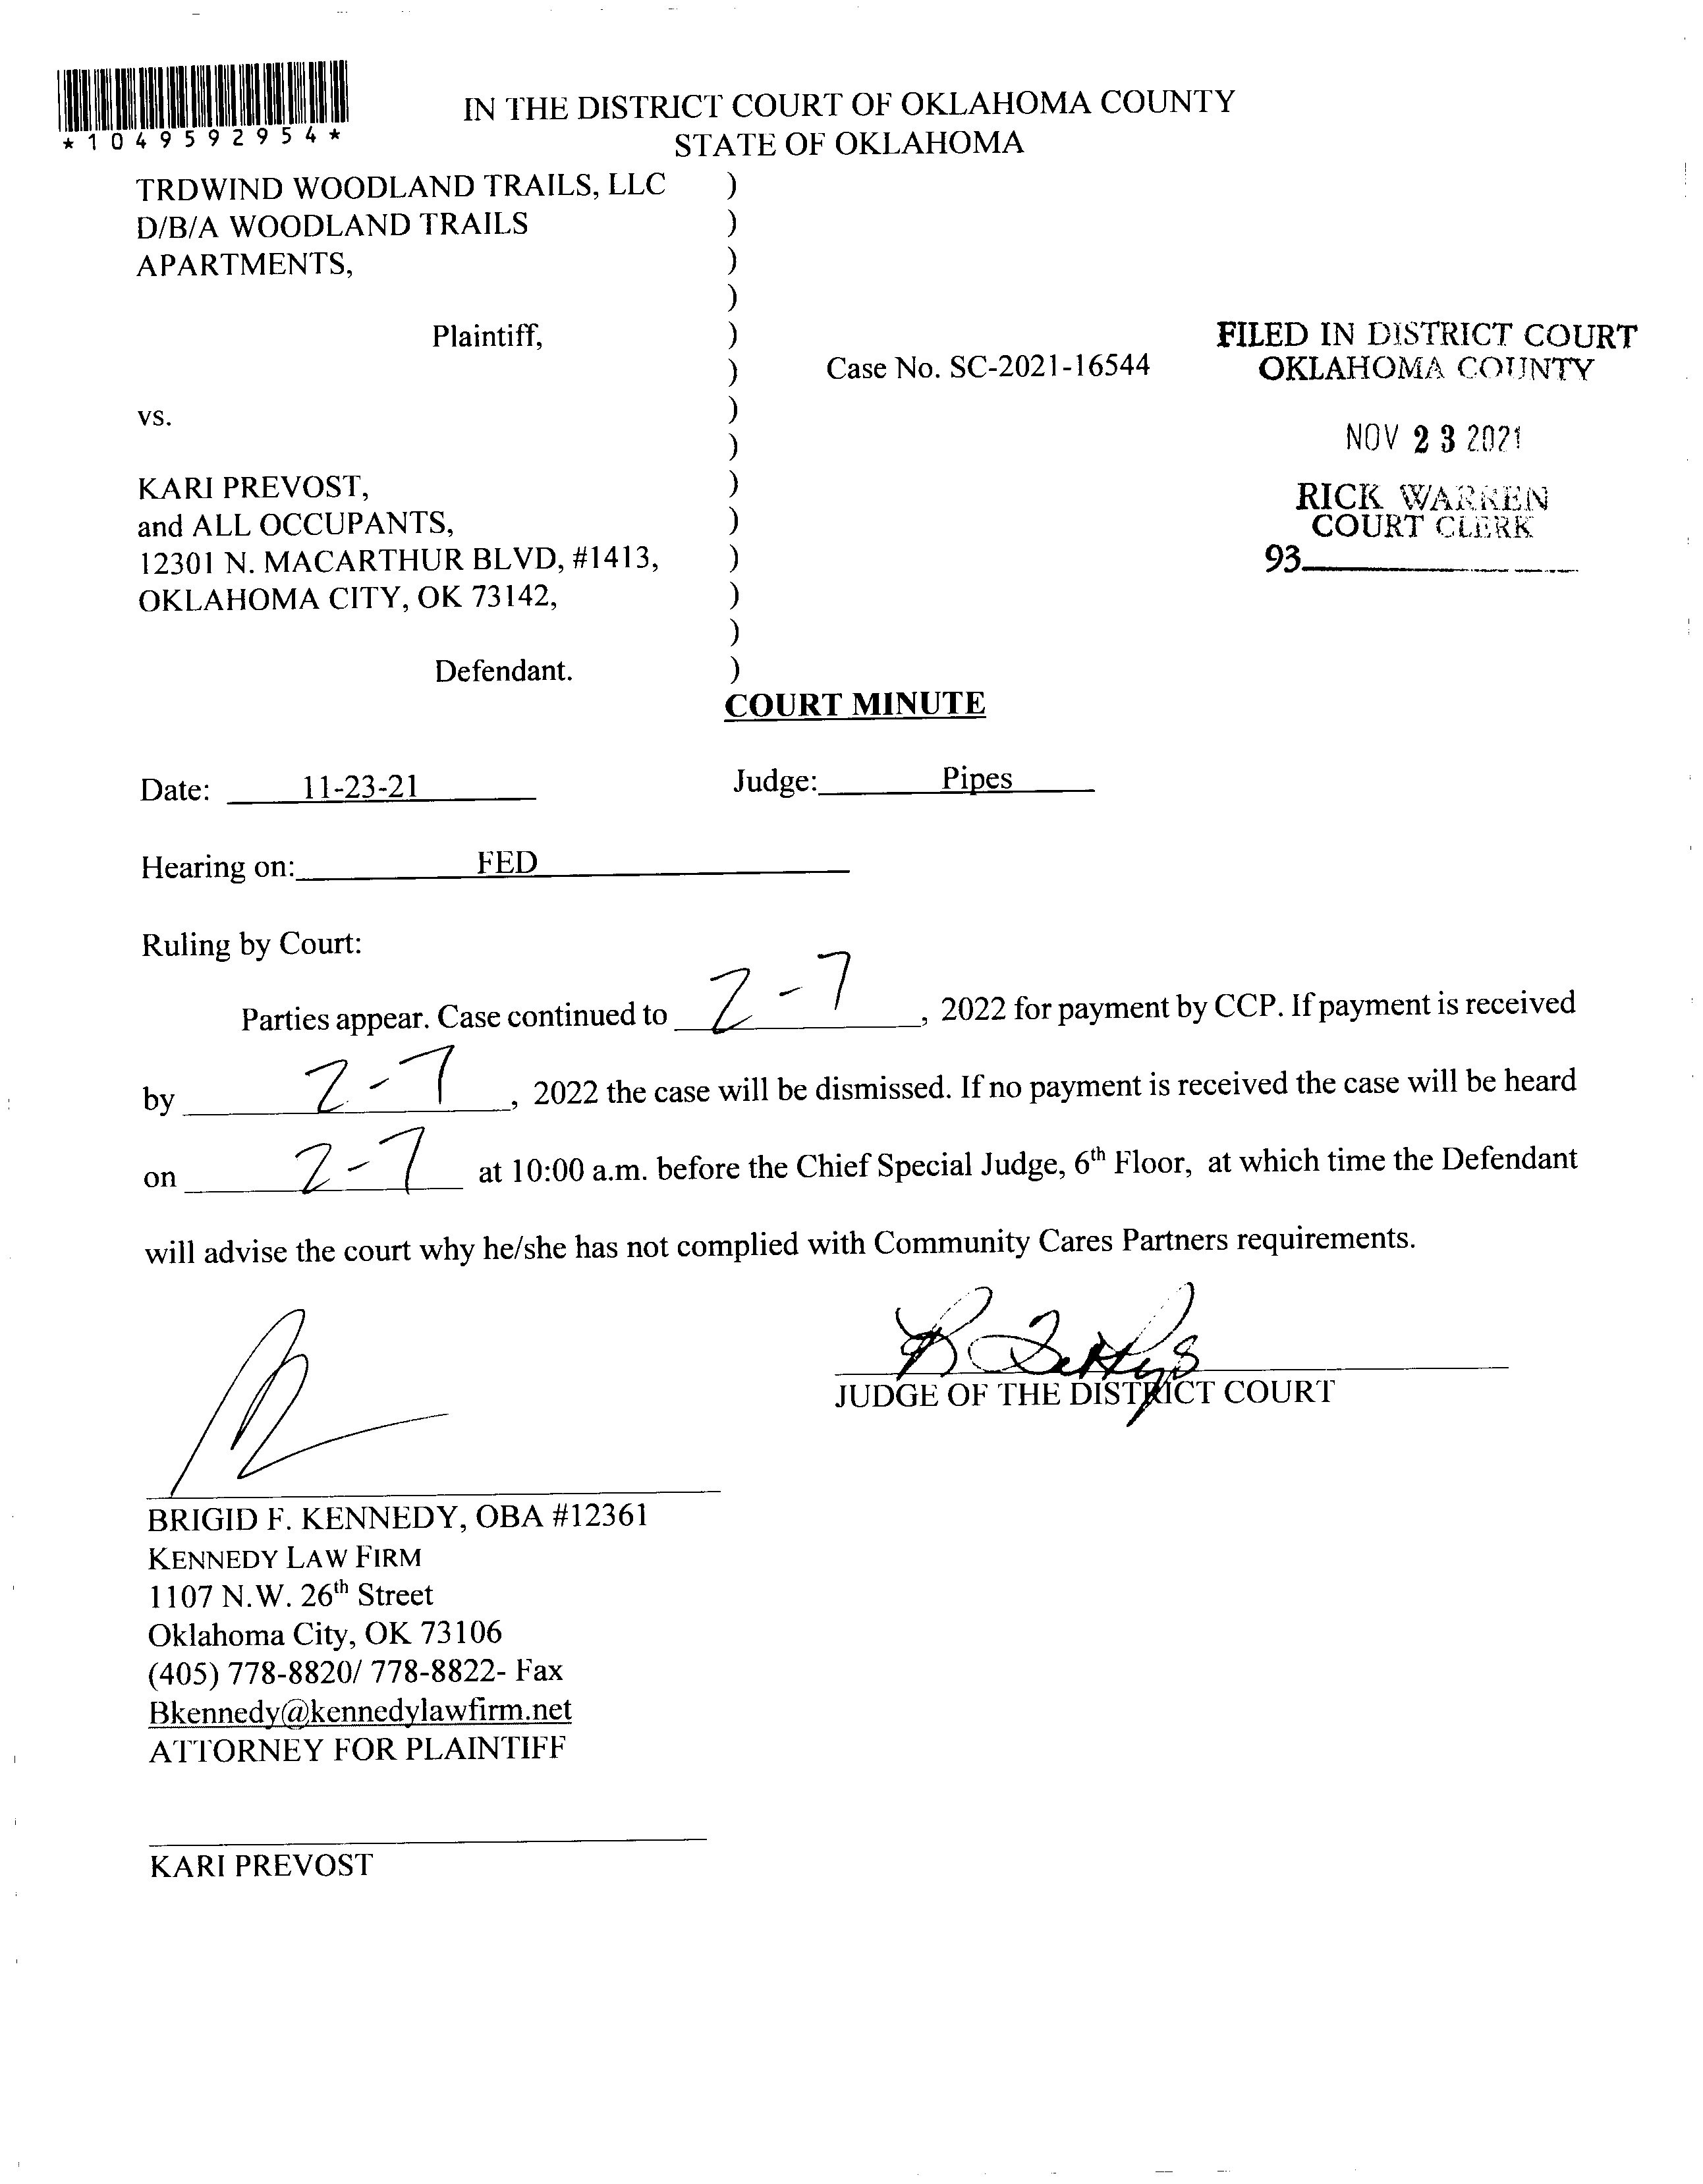 *1049592954*
IN THE DISTRICT COURT OF OKLAHOMA COUNTY
STATE OF OKLAHOMA
TRDWIND WOODLAND TRAILS, LLC )
D/B/A WOODLAND TRAILS )
APARTMENTS, )
)
Plaintiff, )
) Case No. SC-2021-16544
vs. )
)
KARI PREVOST, )
and ALL OCCUPANTS, )
12301 N. MACARTHUR BLVD, #1413, )
OKLAHOMA CITY, OK 73142, )
)
Defendant. )
FILED IN DISTRICT COURT
OKLAHOMA COUNTY
NOV 23 2021
RICK WARREN
COURT CLERK
93
COURT MINUTE
Date: 11-23-21 Judge: Pipes
Hearing on: FED
Ruling by Court:
Parties appear. Case continued to 2-7, 2022 for payment by CCP. If payment is received
by 2-7, 2022 the case will be dismissed. If no payment is received the case will be heard
on 2-7 at 10:00 a.m. before the Chief Special Judge, 6th Floor, at which time the Defendant
will advise the court why he/she has not complied with Community Cares Partners requirements.
JUDGE OF THE DISTRICT COURT
BRIGID F. KENNEDY, OBA #12361
KENNEDY LAW FIRM
1107 N.W. 26th Street
Oklahoma City, OK 73106
(405) 778-8820/ 778-8822- Fax
Bkennedy@kennedylawfirm.net
ATTORNEY FOR PLAINTIFF
KARI PREVOST